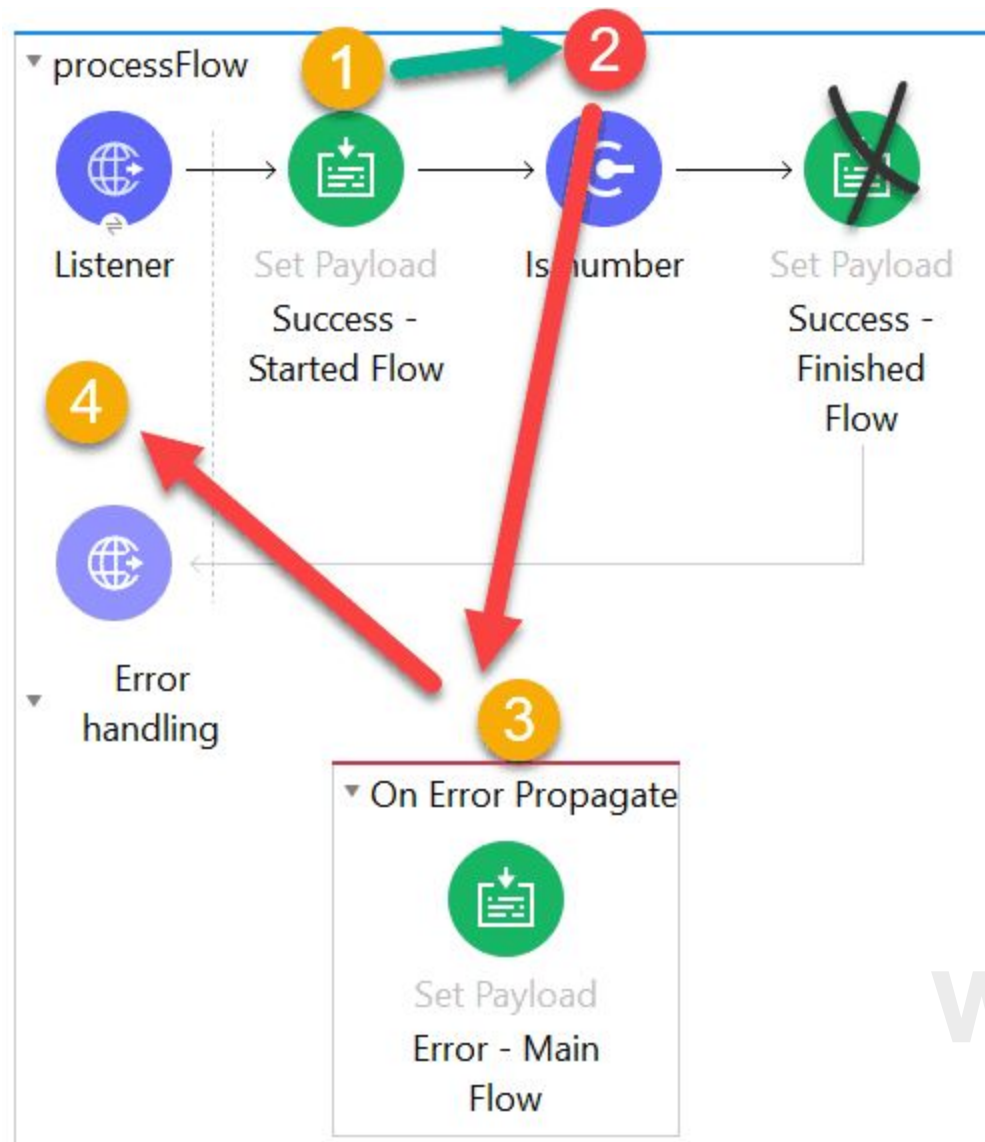 processFlow
1
2
Listener
Set Payload
Success -
Started Flow
Is number
Set Payload
Success -
Finished
Flow
4
Error
handling
3
On Error Propagate
Set Payload
Error - Main
Flow